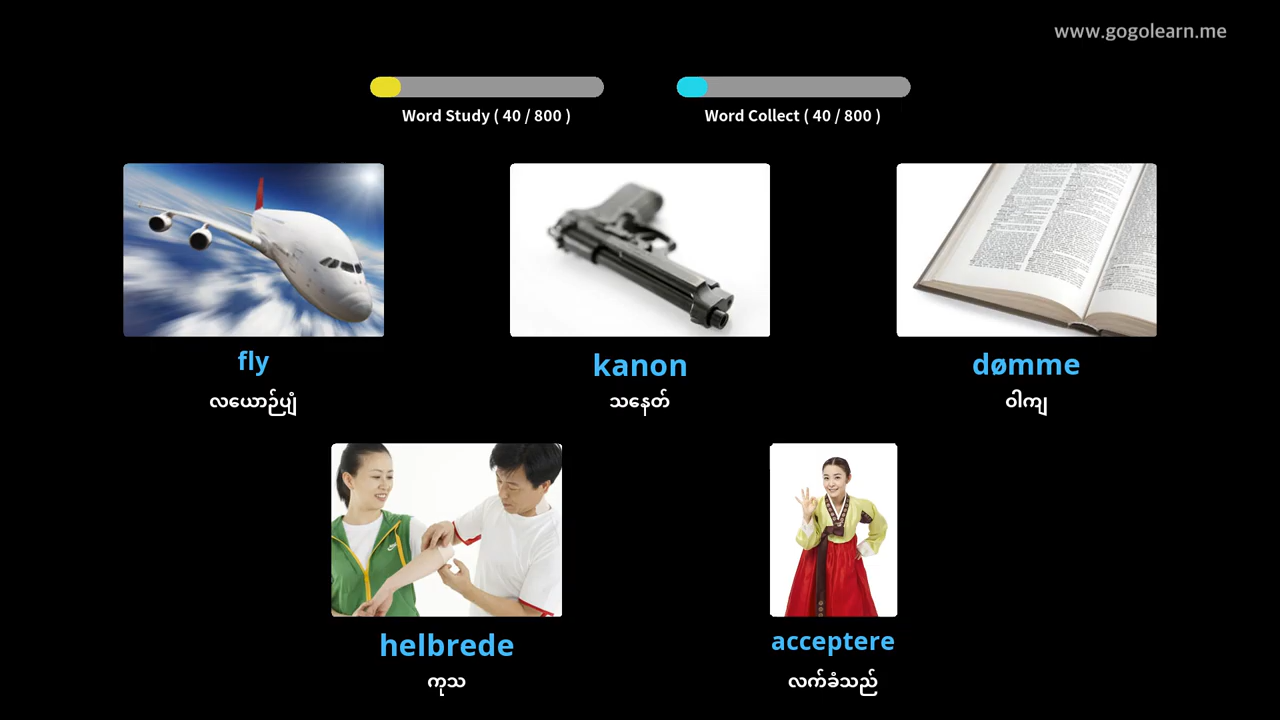 www.gogolearn.me
Word Study ( 40 / 800 )
Word Collect ( 40 / 800 )
fly
လယောဉ်ပျံ
kanon
သနေတ်
dømme
ဝါကျ
helbrede
ကုသ
acceptere
လက်ခံသည်